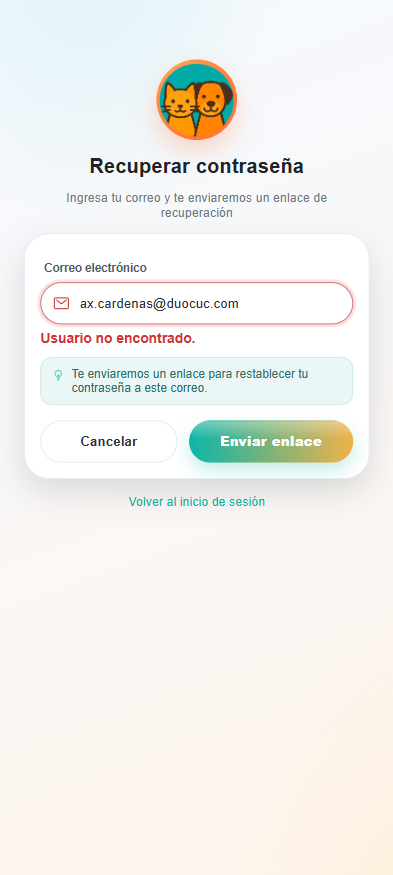 Recuperar contraseña
Ingresa tu correo y te enviaremos un enlace de
recuperación
Correo electrónico
ax.cardenas@duocuc.com
Usuario no encontrado.
Te enviaremos un enlace para restablecer tu
contraseña a este correo.
Cancelar
Enviar enlace
Volver al inicio de sesión